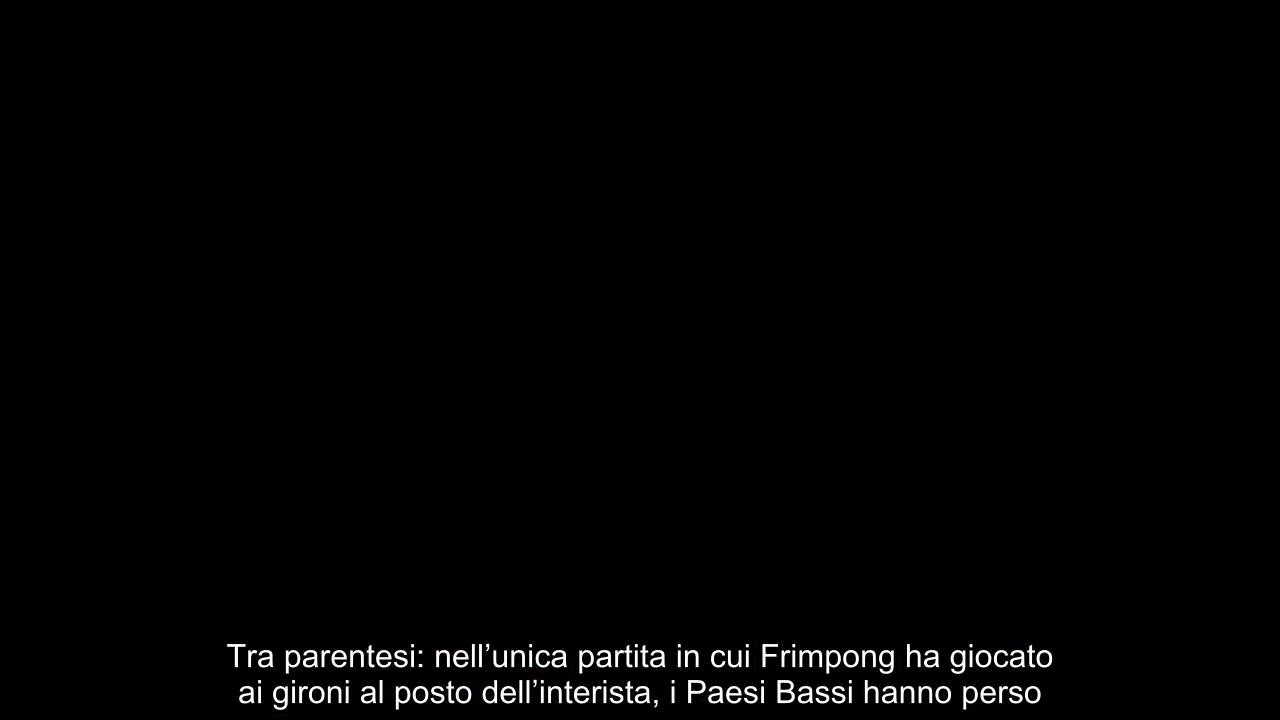 Tra parentesi: nell’unica partita in cui Frimpong ha giocato
ai gironi al posto dell’interista, i Paesi Bassi hanno perso